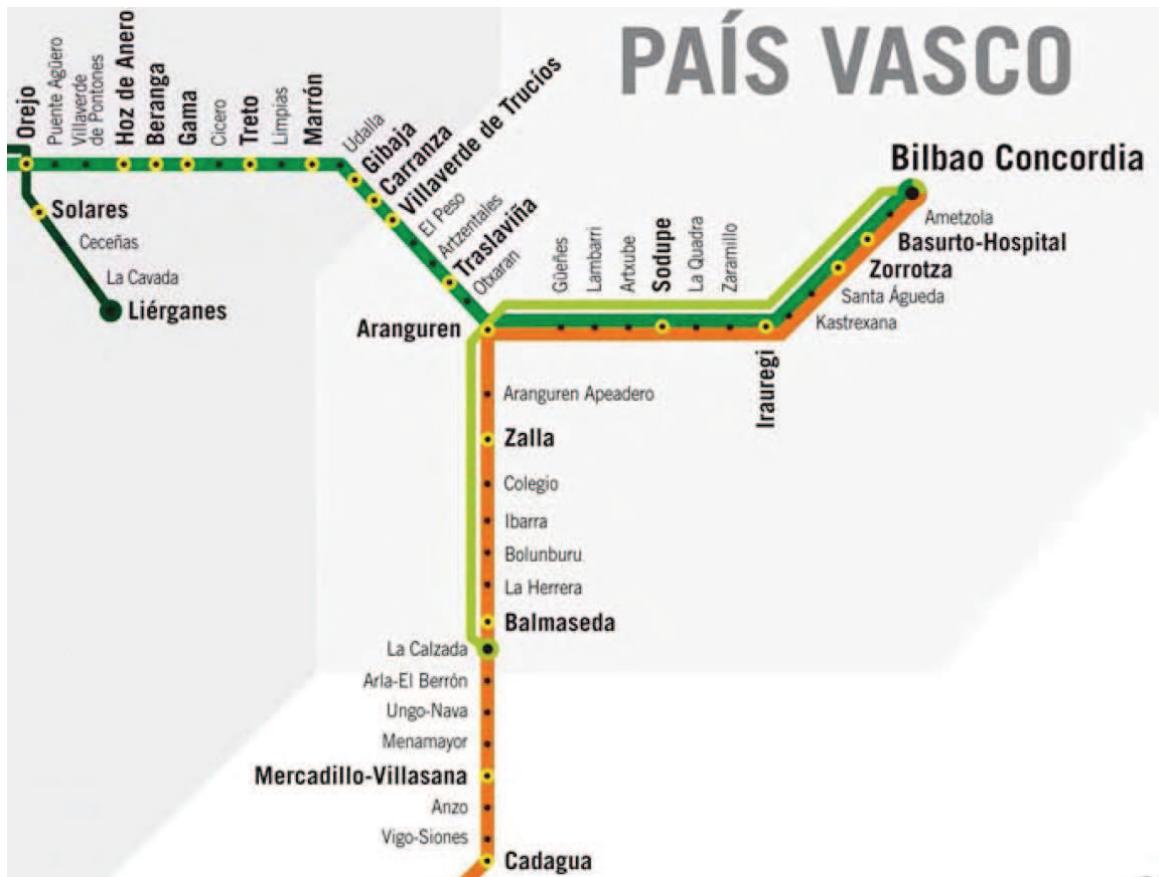 PAÍS VASCO
Orejo
Puente Agüero
Villaverde
de Pontones
Hoz de Anero
Beranga
Gama
Cicero
Treto
Limpias
Marrón
Udalla
Gibaja
Carranza
Villaverde de Trucios
El Peso
Artzentales
Traslaviña
Otxaran
Solares
Ceceñas
La Cavada
Liérganes
Aranguren
Güeñes
Lambarri
Artxube
Sodupe
La Quadra
Zaramillo
Irauregi
Bilbao Concordia
Ametzola
Basurto-Hospital
Zorrotza
Santa Águeda
Kastrexana
Aranguren Apeadero
Zalla
Colegio
Ibarra
Bolunburu
La Herrera
Balmaseda
La Calzada
Arla-El Berrón
Ungo-Nava
Menamayor
Mercadillo-Villasana
Anzo
Vigo-Siones
Cadagua